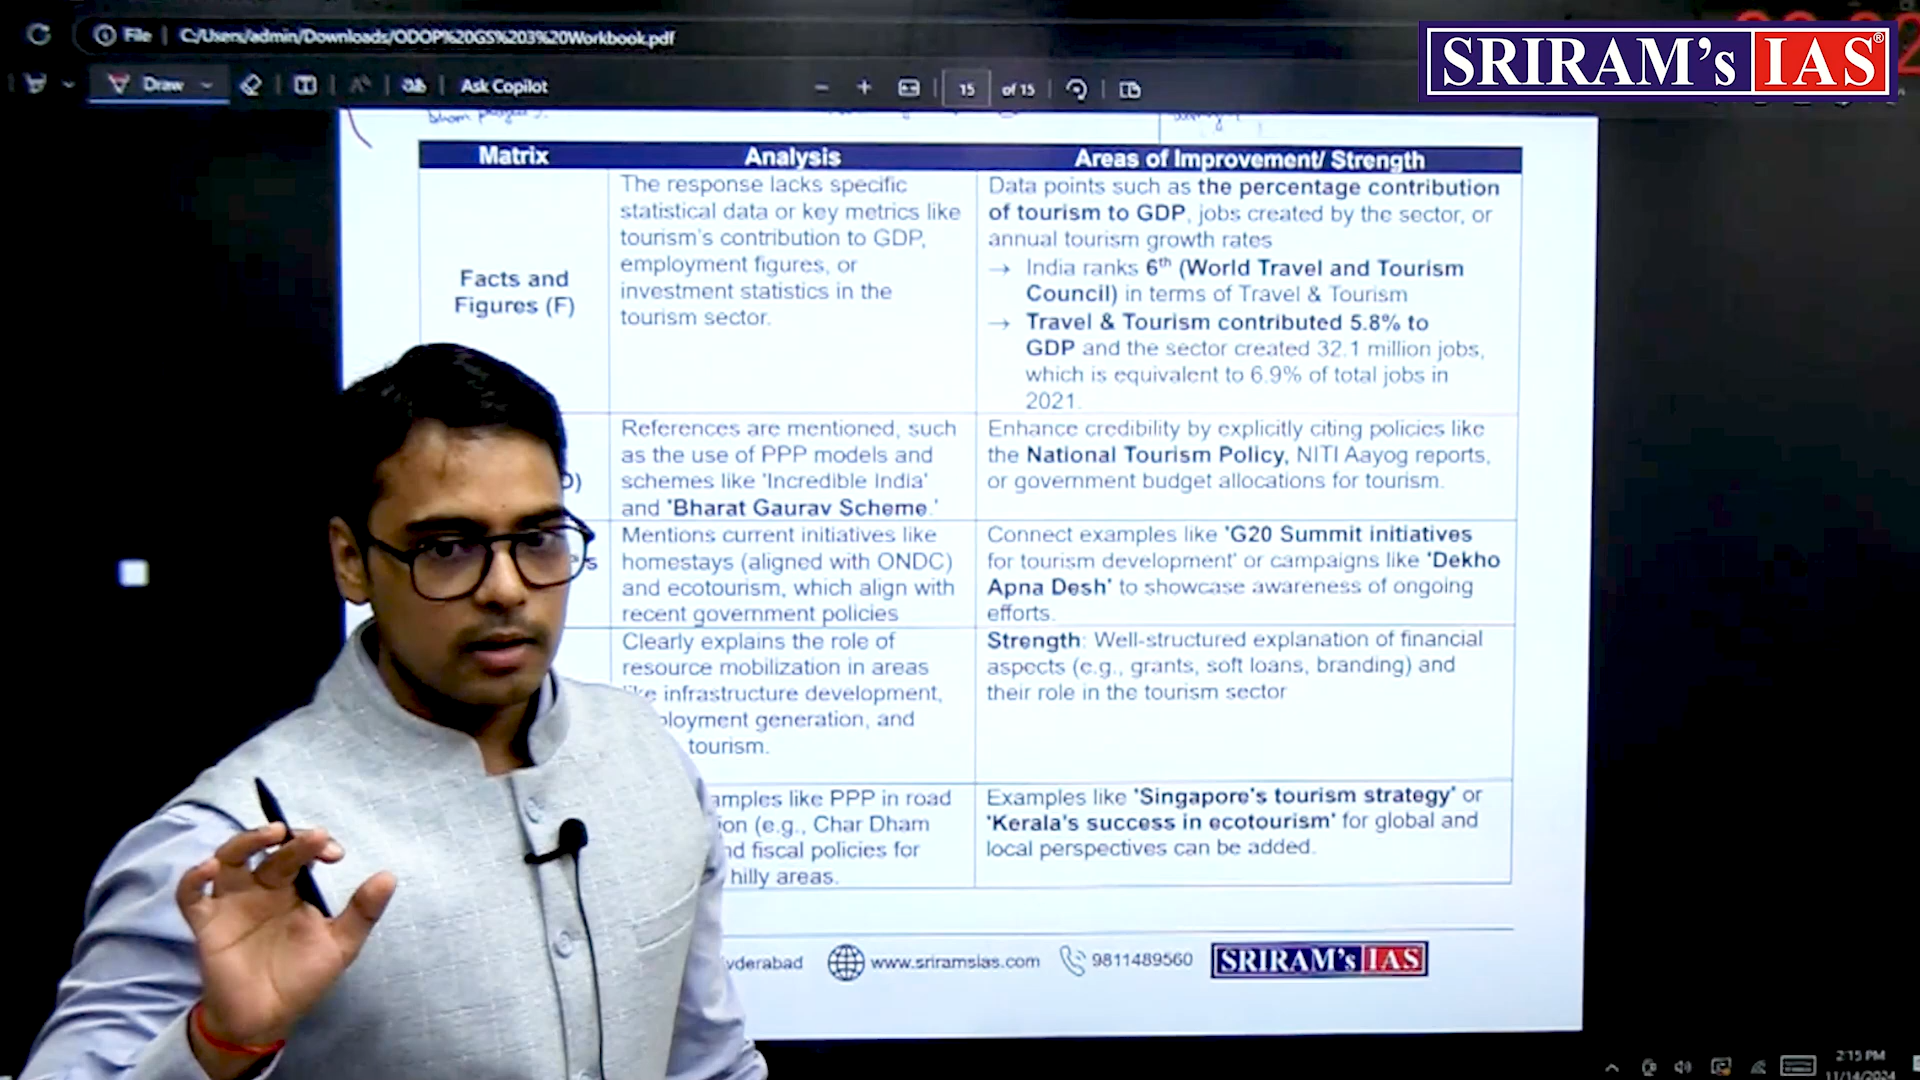 File
C:/Users/admin/Downloads/ODOP%20GS%203%20Workbook.pdf
SRIRAM's IAS®
Draw
Ask Copilot
15 of 15
Matrix
Analysis
Areas of Improvement/ Strength
Facts and
Figures (F)
The response lacks specific
statistical data or key metrics like
tourism's contribution to GDP,
employment figures, or
investment statistics in the
tourism sector.
Data points such as the percentage contribution
of tourism to GDP, jobs created by the sector, or
annual tourism growth rates
→ India ranks 6th (World Travel and Tourism
Council) in terms of Travel & Tourism
→ Travel & Tourism contributed 5.8% to
GDP and the sector created 32.1 million jobs,
which is equivalent to 6.9% of total jobs in
2021.
References are mentioned, such
as the use of PPP models and
schemes like 'Incredible India'
and 'Bharat Gaurav Scheme.'
Enhance credibility by explicitly citing policies like
the National Tourism Policy, NITI Aayog reports,
or government budget allocations for tourism.
Mentions current initiatives like
homestays (aligned with ONDC)
and ecotourism, which align with
recent government policies
Connect examples like 'G20 Summit initiatives
for tourism development' or campaigns like 'Dekho
Apna Desh' to showcase awareness of ongoing
efforts.
Clearly explains the role of
resource mobilization in areas
infrastructure development,
generation, and
tourism.
Strength: Well-structured explanation of financial
aspects (e.g., grants, soft loans, branding) and
their role in the tourism sector
like PPP in road
(e.g., Char Dham
fiscal policies for
hilly areas.
Examples like 'Singapore's tourism strategy' or
'Kerala's success in ecotourism' for global and
local perspectives can be added.
www.sriramsias.com
9811489560
SRIRAM's IAS
2:15 PM
11/14/2024